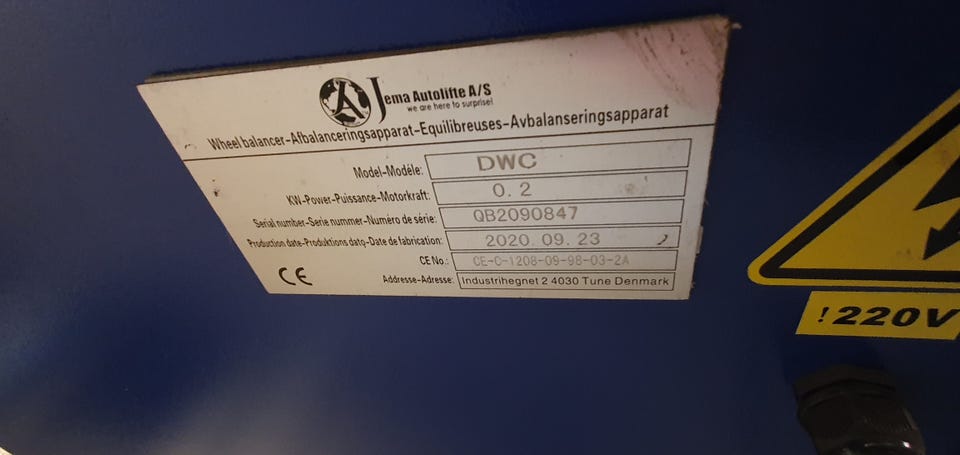 Jema Autolifte A/S
we are here to surprise!
Wheel balancer-Afbalanceringsapparat-Equilibreuses-Avbalanseringsapparat
Model-Modéle: DWC
KW-Power-Puissance-Motorkraft: 0.2
Serial number-Serie nummer-Numéro de série: QB2090847
Production date-Produktions dato-Date de fabrication: 2020.09.23
CE No.: CE-C-1208-09-98-03-2A
CE Addresse-Adresse: Industrihegnet 2 4030 Tune Denmark
!220V